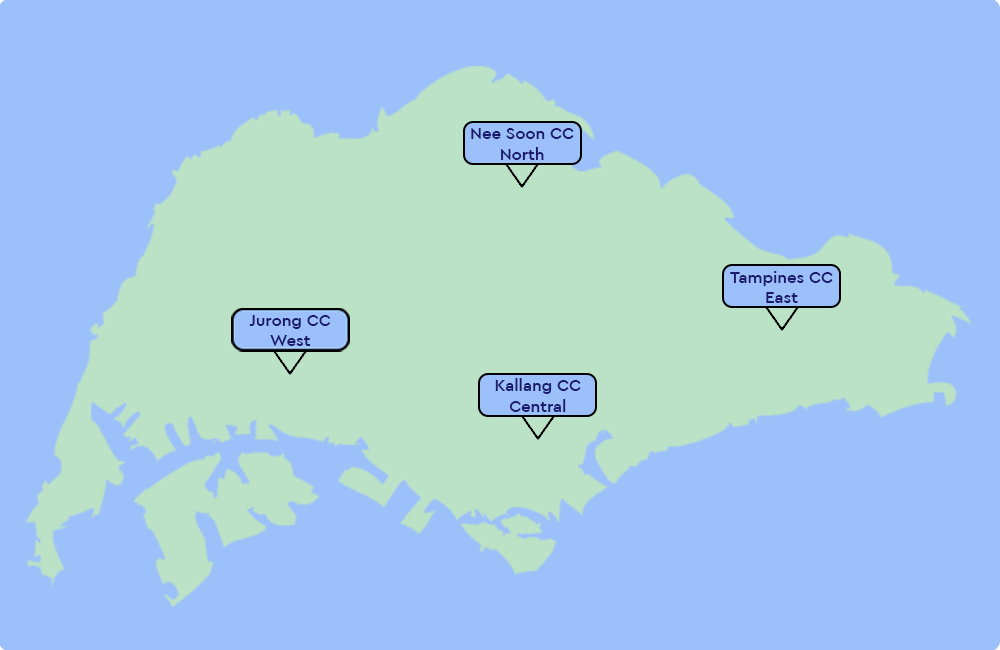 Nee Soon CC
North
Tampines CC
East
Jurong CC
West
Kallang CC
Central